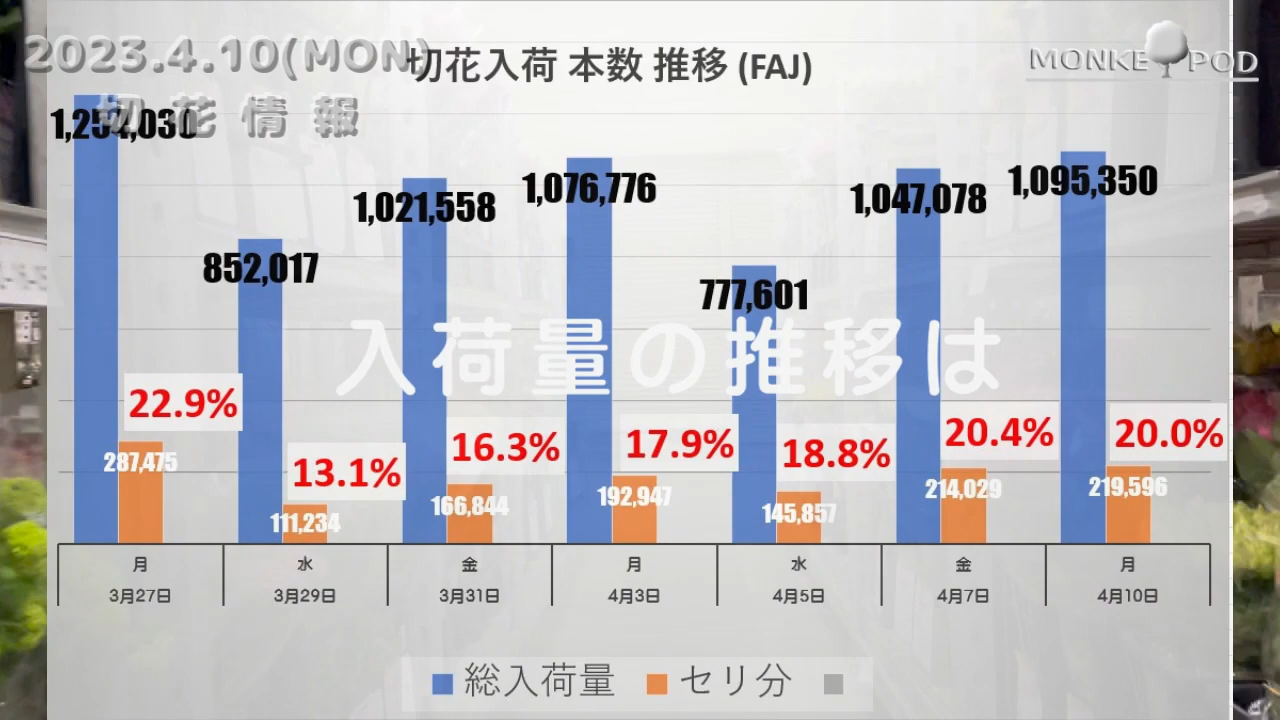 2023.4.10(MON)
切花情報
切花入荷 本数 推移 (FAJ)
MONKEYPOD
852,017
1,021,558
1,076,776
777,601
1,047,078
1,095,350
入荷量の推移は
22.9%
13.1%
16.3%
17.9%
18.8%
20.4%
20.0%
287,475
111,234
166,844
192,947
145,857
214,029
219,596
月 水 金 月 水 金 月
3月27日 3月29日 3月31日 4月3日 4月5日 4月7日 4月10日
総入荷量 セリ分